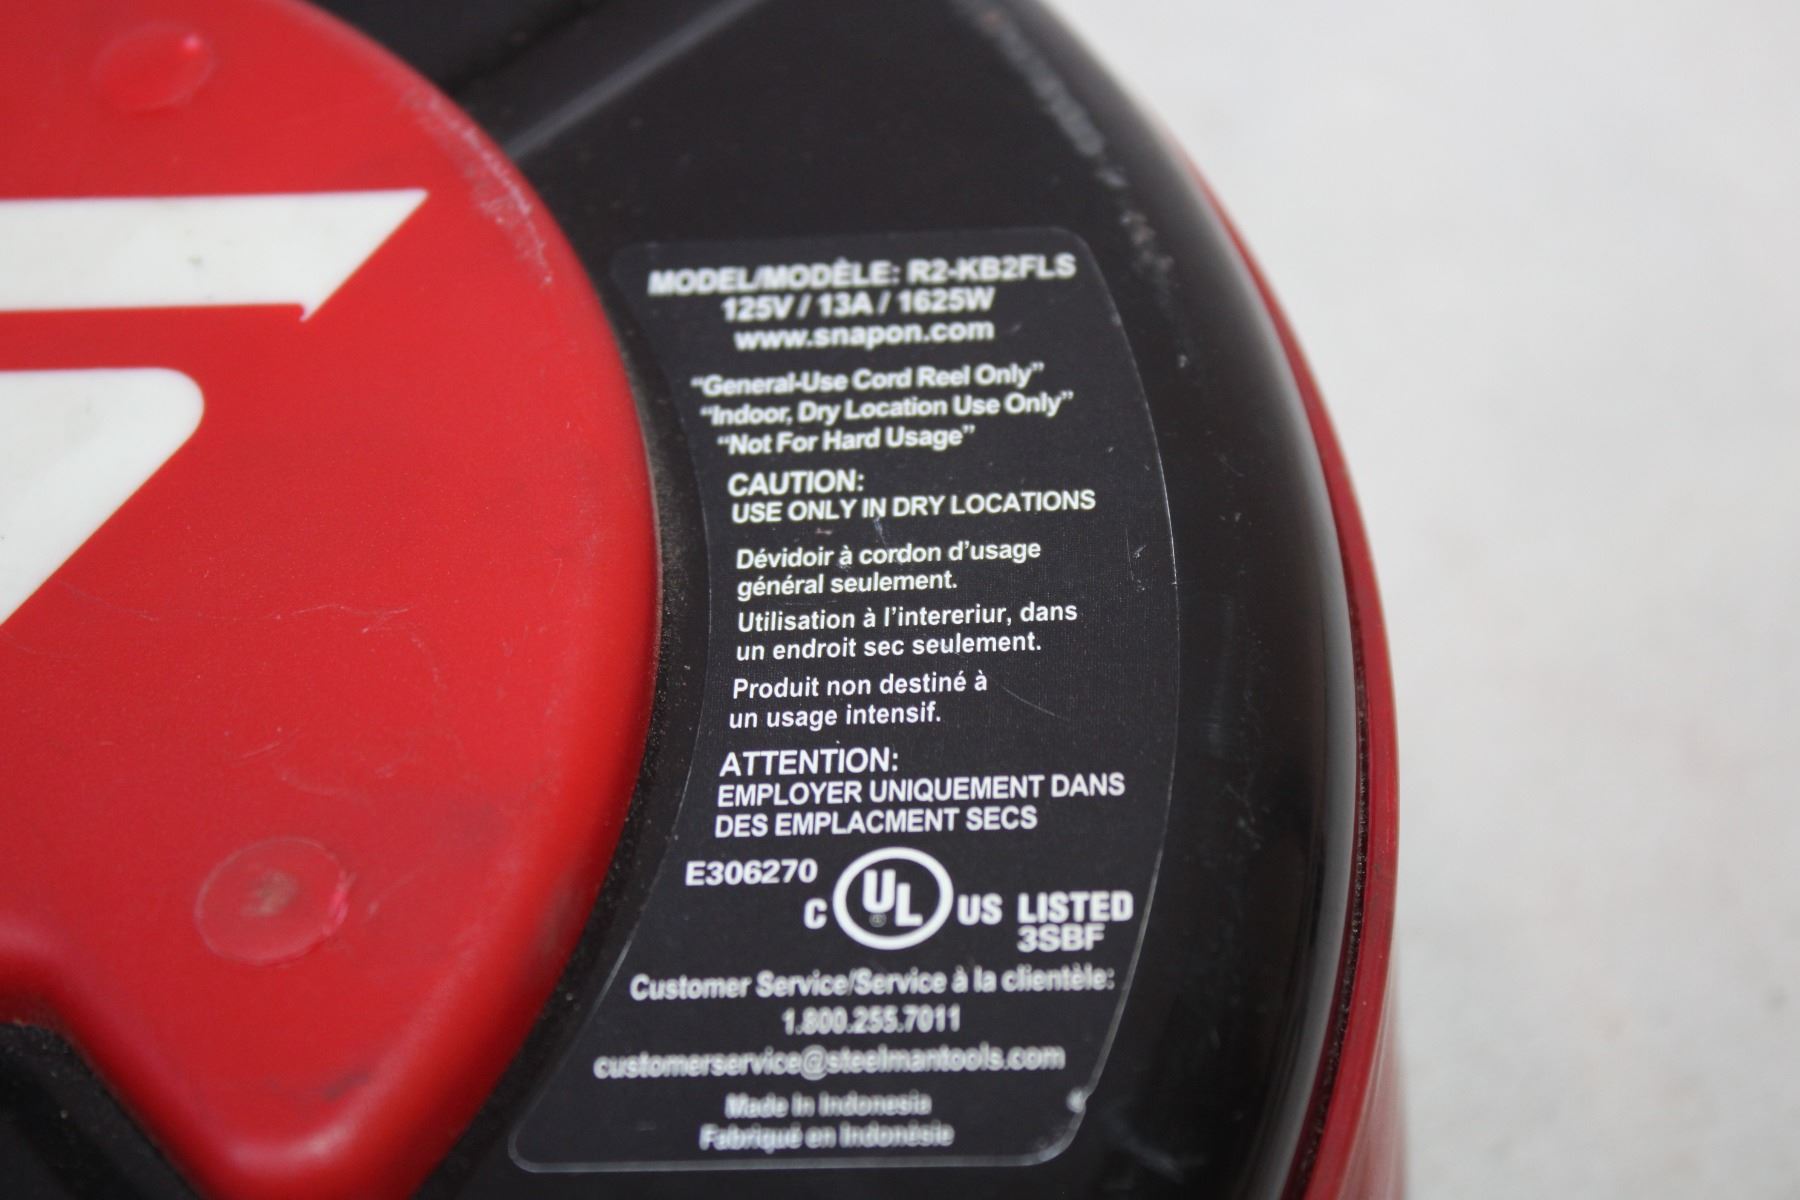 MODEL/MODÈLE: R2-KB2FLS
125V / 13A / 1625W
www.snapon.com
"General-Use Cord Reel Only"
"Indoor, Dry Location Use Only"
"Not For Hard Usage"
CAUTION:
USE ONLY IN DRY LOCATIONS
Dévidoir à cordon d'usage
général seulement.
Utilisation à l'intereriur, dans
un endroit sec seulement.
Produit non destiné à
un usage intensif.
ATTENTION:
EMPLOYER UNIQUEMENT DANS
DES EMPLACMENT SECS
E306270
C UL US LISTED
3SBF
Customer Service/Service à la clientèle:
1.800.255.7011
customerservice@steelmantools.com
Made In Indonesia
Fabriqué en Indonésie